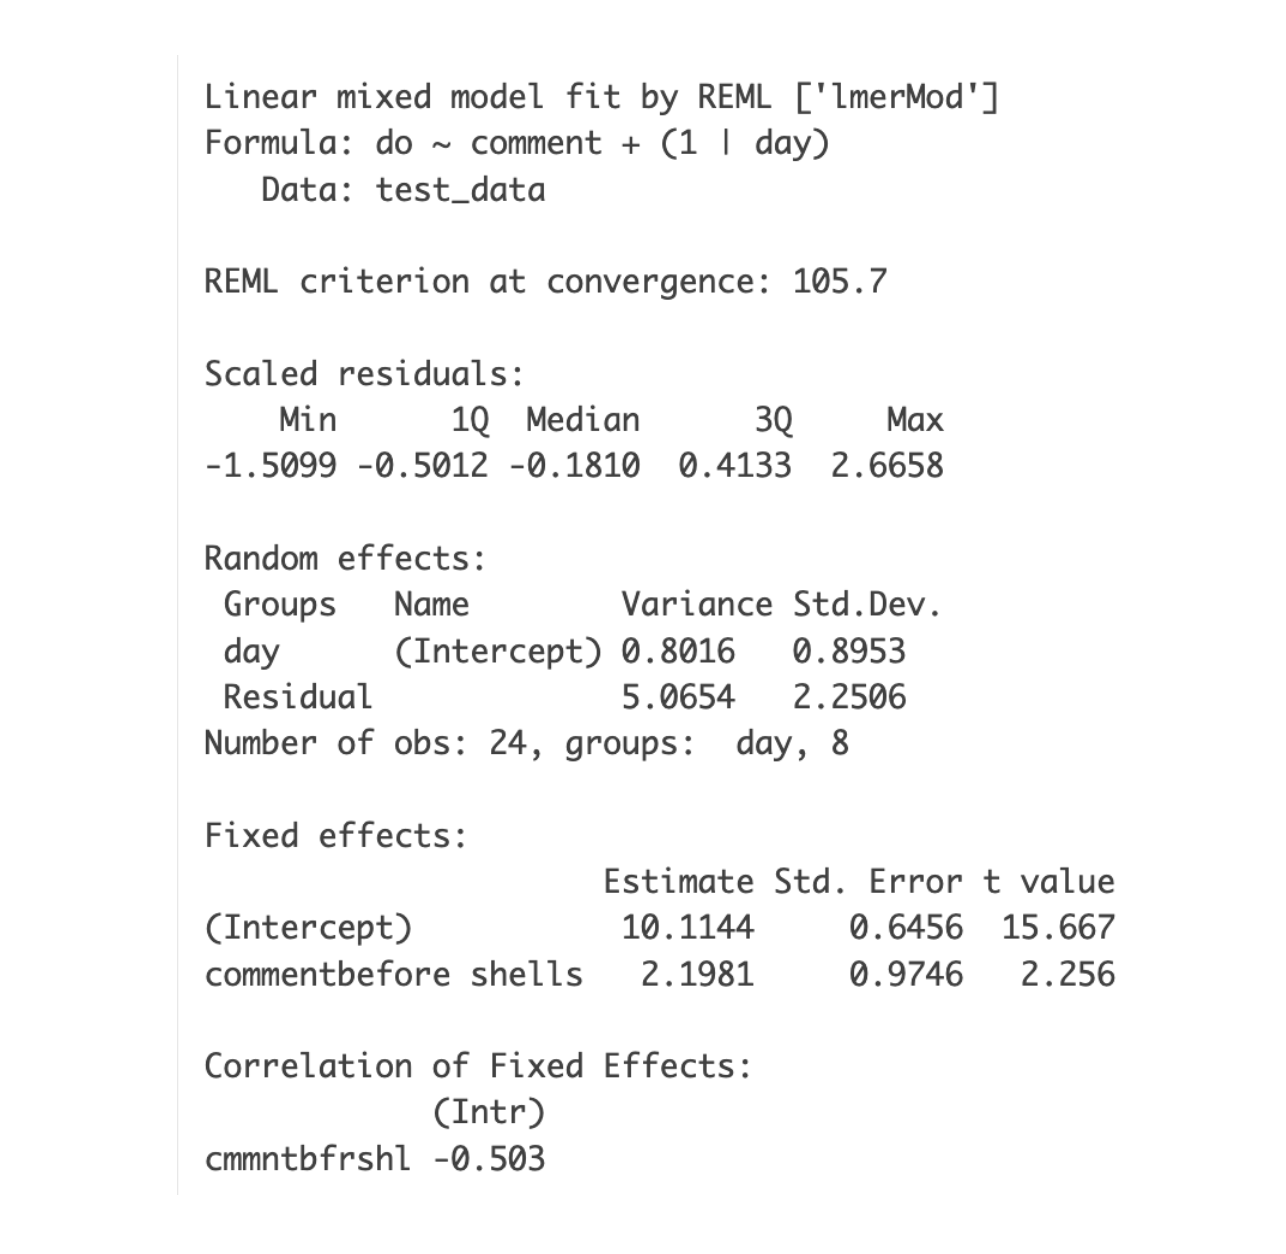 Linear mixed model fit by REML ['lmerMod']
Formula: do ~ comment + (1 | day)
   Data: test_data

REML criterion at convergence: 105.7

Scaled residuals:
    Min      1Q  Median      3Q     Max
-1.5099 -0.5012 -0.1810  0.4133  2.6658

Random effects:
 Groups   Name        Variance Std.Dev.
 day      (Intercept) 0.8016   0.8953
 Residual             5.0654   2.2506
Number of obs: 24, groups:  day, 8

Fixed effects:
                     Estimate Std. Error t value
(Intercept)           10.1144     0.6456  15.667
commentbefore shells   2.1981     0.9746   2.256

Correlation of Fixed Effects:
            (Intr)
cmmntbfrshl -0.503